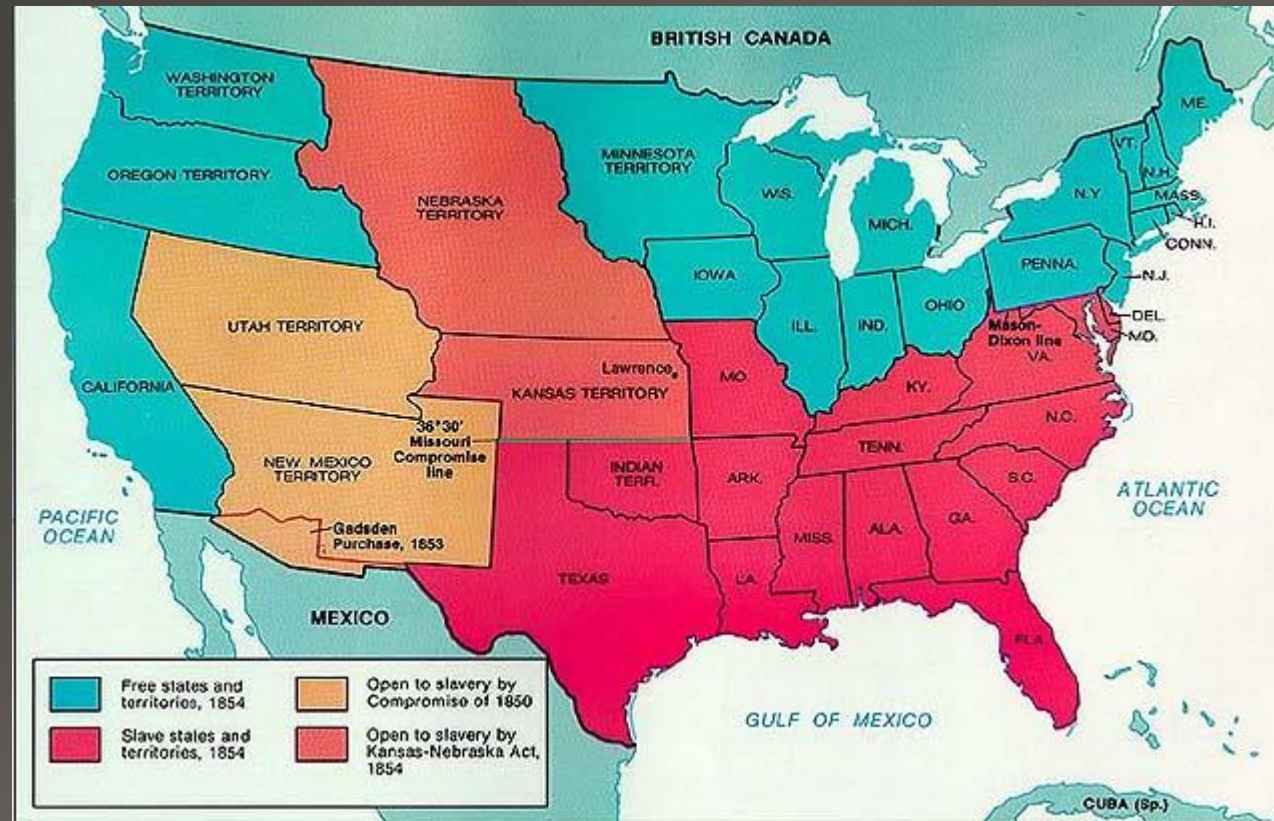 BRITISH CANADA
WASHINGTON
TERRITORY
OREGON TERRITORY
NEBRASKA
TERRITORY
MINNESOTA
TERRITORY
WIS.
MICH.
N.Y
VT.
N.H.
ME.
MASS.
R.I.
CONN.
IOWA
ILL.
IND.
OHIO
PENNA.
N.J.
DEL.
MD.
Mason-
Dixon line
VA.
UTAH TERRITORY
CALIFORNIA
Lawrence
KANSAS TERRITORY
MO.
KY.
36°30'
Missouri
Compromise
line
NEW MEXICO
TERRITORY
INDIAN
TERR.
ARK.
TENN.
N.C.
S.C.
PACIFIC
OCEAN
Gadsden
Purchase, 1853
TEXAS
LA.
MISS.
ALA.
GA.
FLA.
ATLANTIC
OCEAN
MEXICO
GULF OF MEXICO
CUBA (Sp.)
Free states and
territories, 1854
Slave states and
territories, 1854
Open to slavery by
Compromise of 1850
Open to slavery by
Kansas-Nebraska Act,
1854